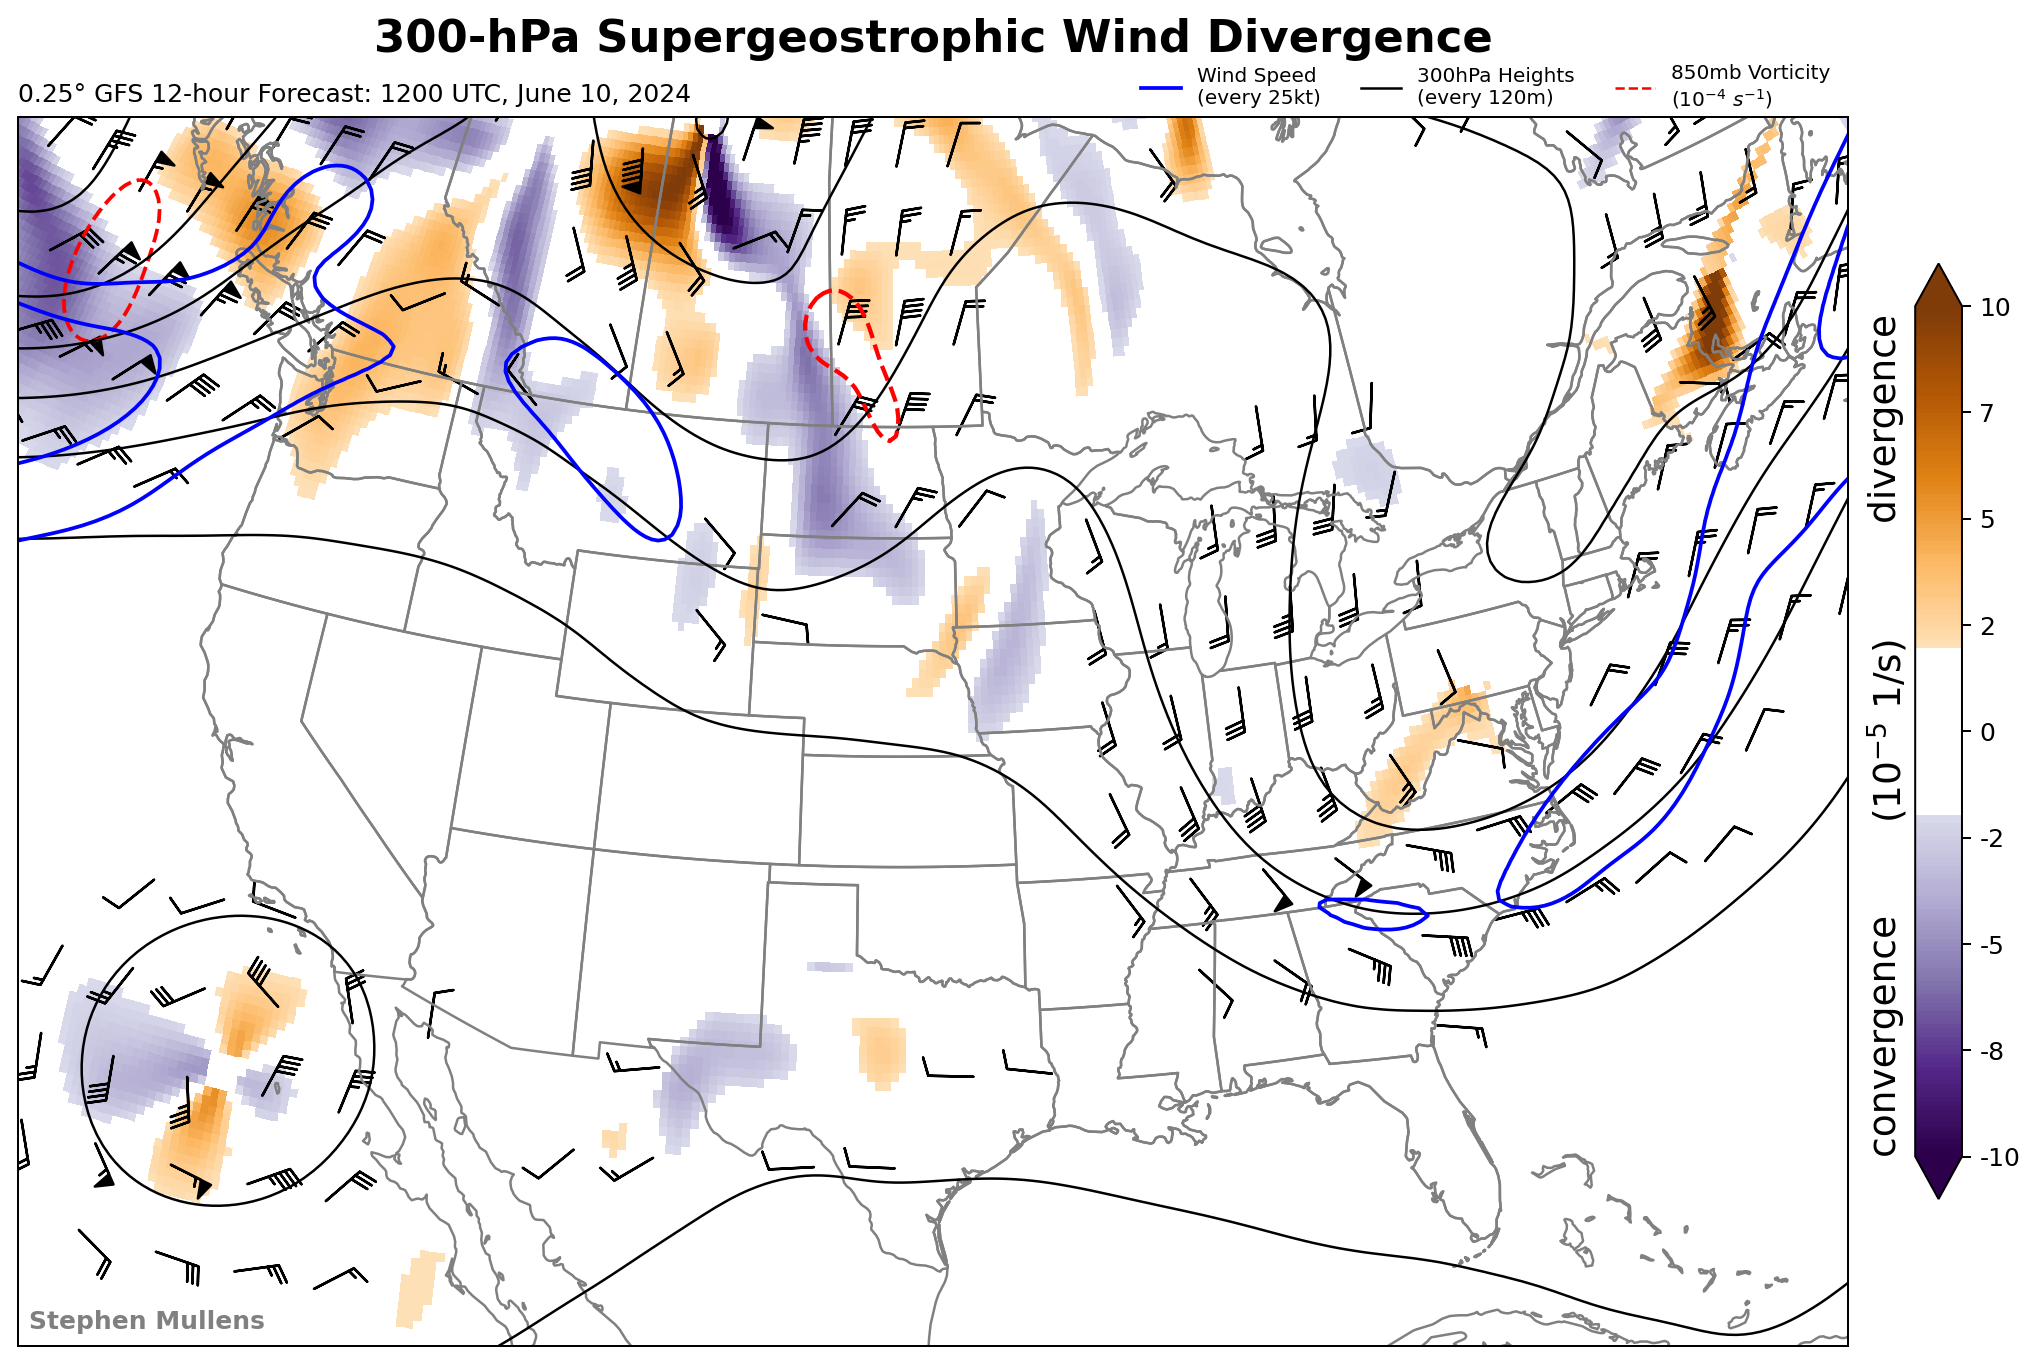 300-hPa Supergeostrophic Wind Divergence
0.25° GFS 12-hour Forecast: 1200 UTC, June 10, 2024
Wind Speed
(every 25kt)
300hPa Heights
(every 120m)
850mb Vorticity
(10⁻⁴ s⁻¹)
10
7
5
2
0
-2
-5
-8
-10
convergence (10⁻⁵ 1/s) divergence
Stephen Mullens